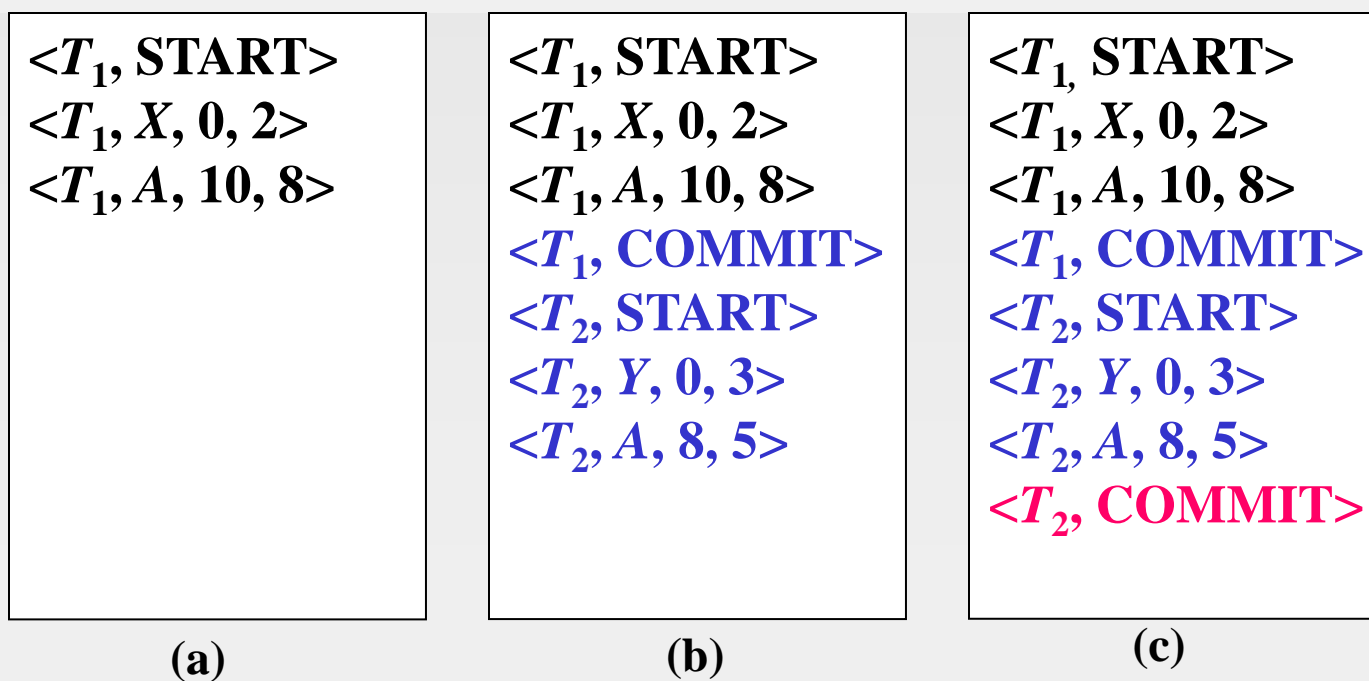 <T1, START>
<T1, X, 0, 2>
<T1, A, 10, 8>
(a)
<T1, START>
<T1, X, 0, 2>
<T1, A, 10, 8>
<T1, COMMIT>
<T2, START>
<T2, Y, 0, 3>
<T2, A, 8, 5>
(b)
<T1, START>
<T1, X, 0, 2>
<T1, A, 10, 8>
<T1, COMMIT>
<T2, START>
<T2, Y, 0, 3>
<T2, A, 8, 5>
<T2, COMMIT>
(c)